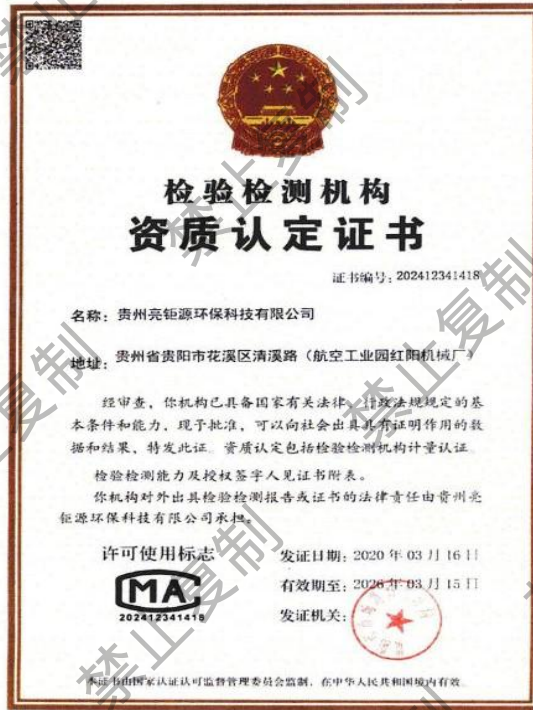 检验检测机构
资质认定证书
证书编号：202412341418
名称：贵州亮钜源环保科技有限公司
地址：贵州省贵阳市花溪区清溪路（航空工业园红阳机械厂）
经审查，你机构已具备国家有关法律、行政法规规定的基
本条件和能力，现予批准，可以向社会出具具有证明作用的数
据和结果，特发此证。资质认定包括检验检测机构计量认证。
检验检测能力及授权签字人见证书附表。
你机构对外出具检验检测报告或证书的法律责任由贵州亮
钜源环保科技有限公司承担。
许可使用标志
MA
202412341418
发证日期：2020 年 03 月 16 日
有效期至：2026 年 03 月 15 日
发证机关：
本证书由国家认证认可监督管理委员会监制，在中华人民共和国境内有效。
禁止复制
禁止复制
禁止复制
禁止复制